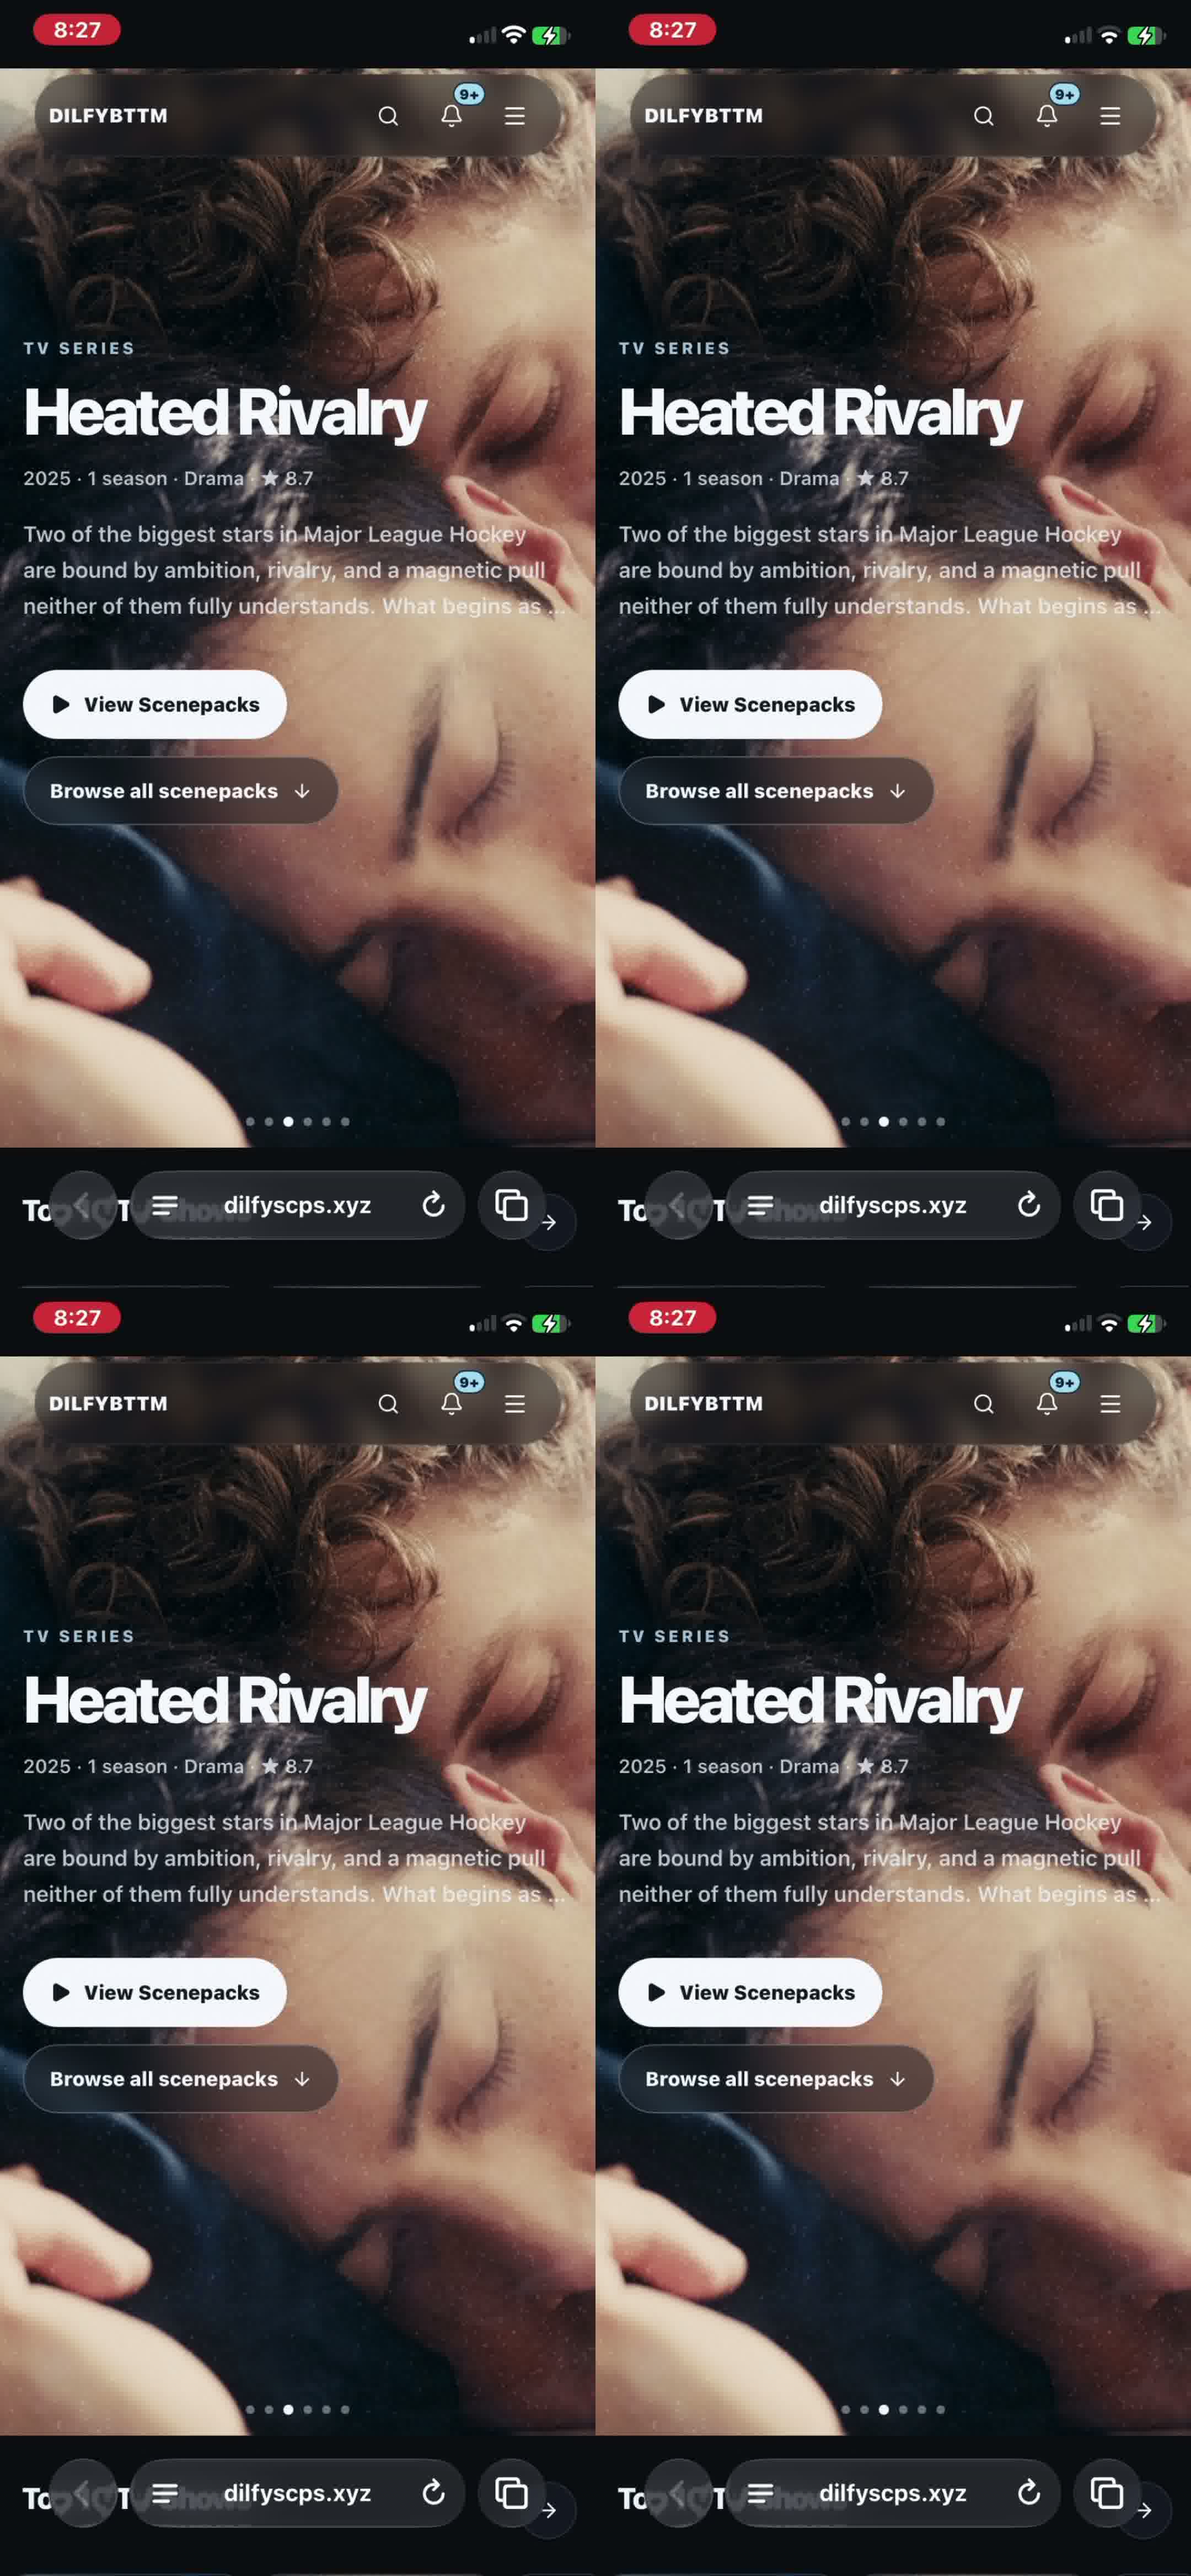 8:27
DILFYBTTM
9+
TV SERIES
Heated Rivalry
2025 · 1 season · Drama · ★ 8.7
Two of the biggest stars in Major League Hockey
are bound by ambition, rivalry, and a magnetic pull
neither of them fully understands. What begins as ...
View Scenepacks
Browse all scenepacks ↓
dilfyscps.xyz
8:27
DILFYBTTM
9+
TV SERIES
Heated Rivalry
2025 · 1 season · Drama · ★ 8.7
Two of the biggest stars in Major League Hockey
are bound by ambition, rivalry, and a magnetic pull
neither of them fully understands. What begins as ...
View Scenepacks
Browse all scenepacks ↓
dilfyscps.xyz
8:27
DILFYBTTM
9+
TV SERIES
Heated Rivalry
2025 · 1 season · Drama · ★ 8.7
Two of the biggest stars in Major League Hockey
are bound by ambition, rivalry, and a magnetic pull
neither of them fully understands. What begins as ...
View Scenepacks
Browse all scenepacks ↓
dilfyscps.xyz
8:27
DILFYBTTM
9+
TV SERIES
Heated Rivalry
2025 · 1 season · Drama · ★ 8.7
Two of the biggest stars in Major League Hockey
are bound by ambition, rivalry, and a magnetic pull
neither of them fully understands. What begins as ...
View Scenepacks
Browse all scenepacks ↓
dilfyscps.xyz